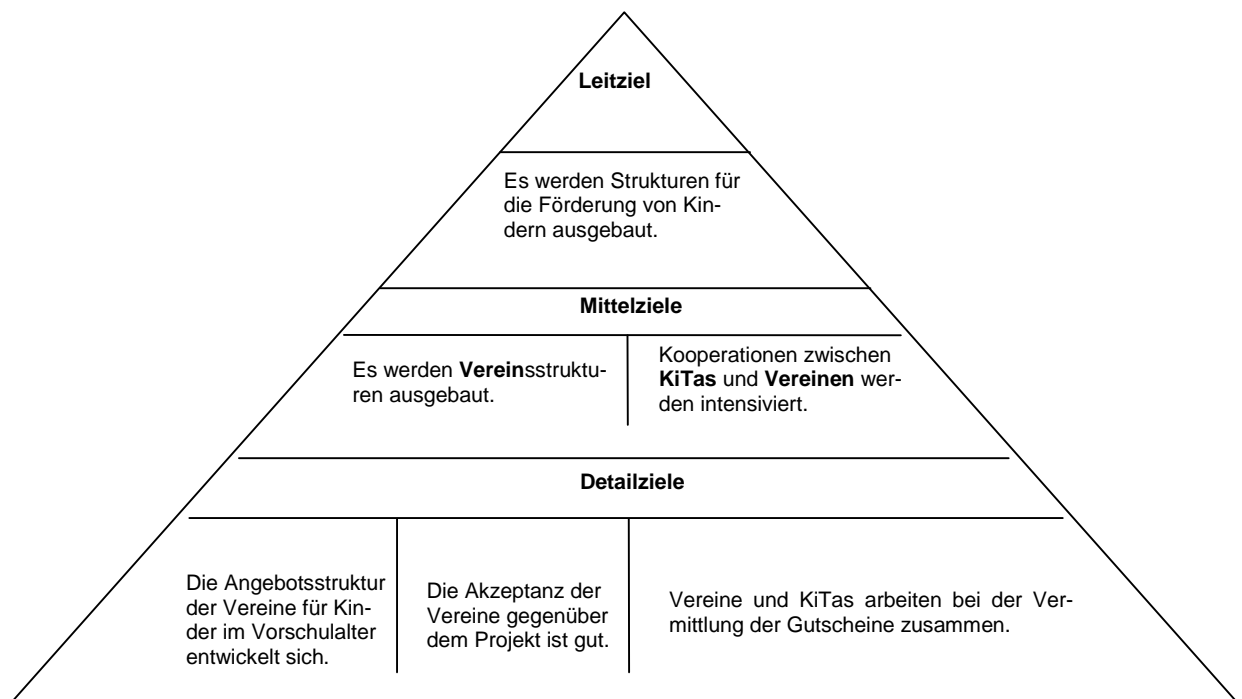 Leitziel
Es werden Strukturen für
die Förderung von Kin-
dern ausgebaut.
Mittelziele
Es werden Vereinsstruktu-
ren ausgebaut.
Kooperationen zwischen
KiTas und Vereinen wer-
den intensiviert.
Detailziele
Die Angebotsstruktur
der Vereine für Kin-
der im Vorschulalter
entwickelt sich.
Die Akzeptanz der
Vereine gegenüber
dem Projekt ist gut.
Vereine und KiTas arbeiten bei der Ver-
mittlung der Gutscheine zusammen.